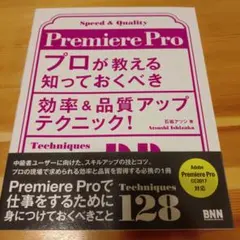 Speed & Quality
Premiere Pro
プロが教える
知っておくべき
効率&品質アップ
テクニック!
石坂アツシ 著
Atsushi Ishizaka
Techniques
中級者ユーザーに向けた、スキルアップの技とコツ。
プロの現場で求められる効率と品質を習得する必携の1冊
Adobe
Premiere Pro
CC2017
対応
Premiere Proで
仕事をするために
身につけておくべきこと
Techniques
128
BNN